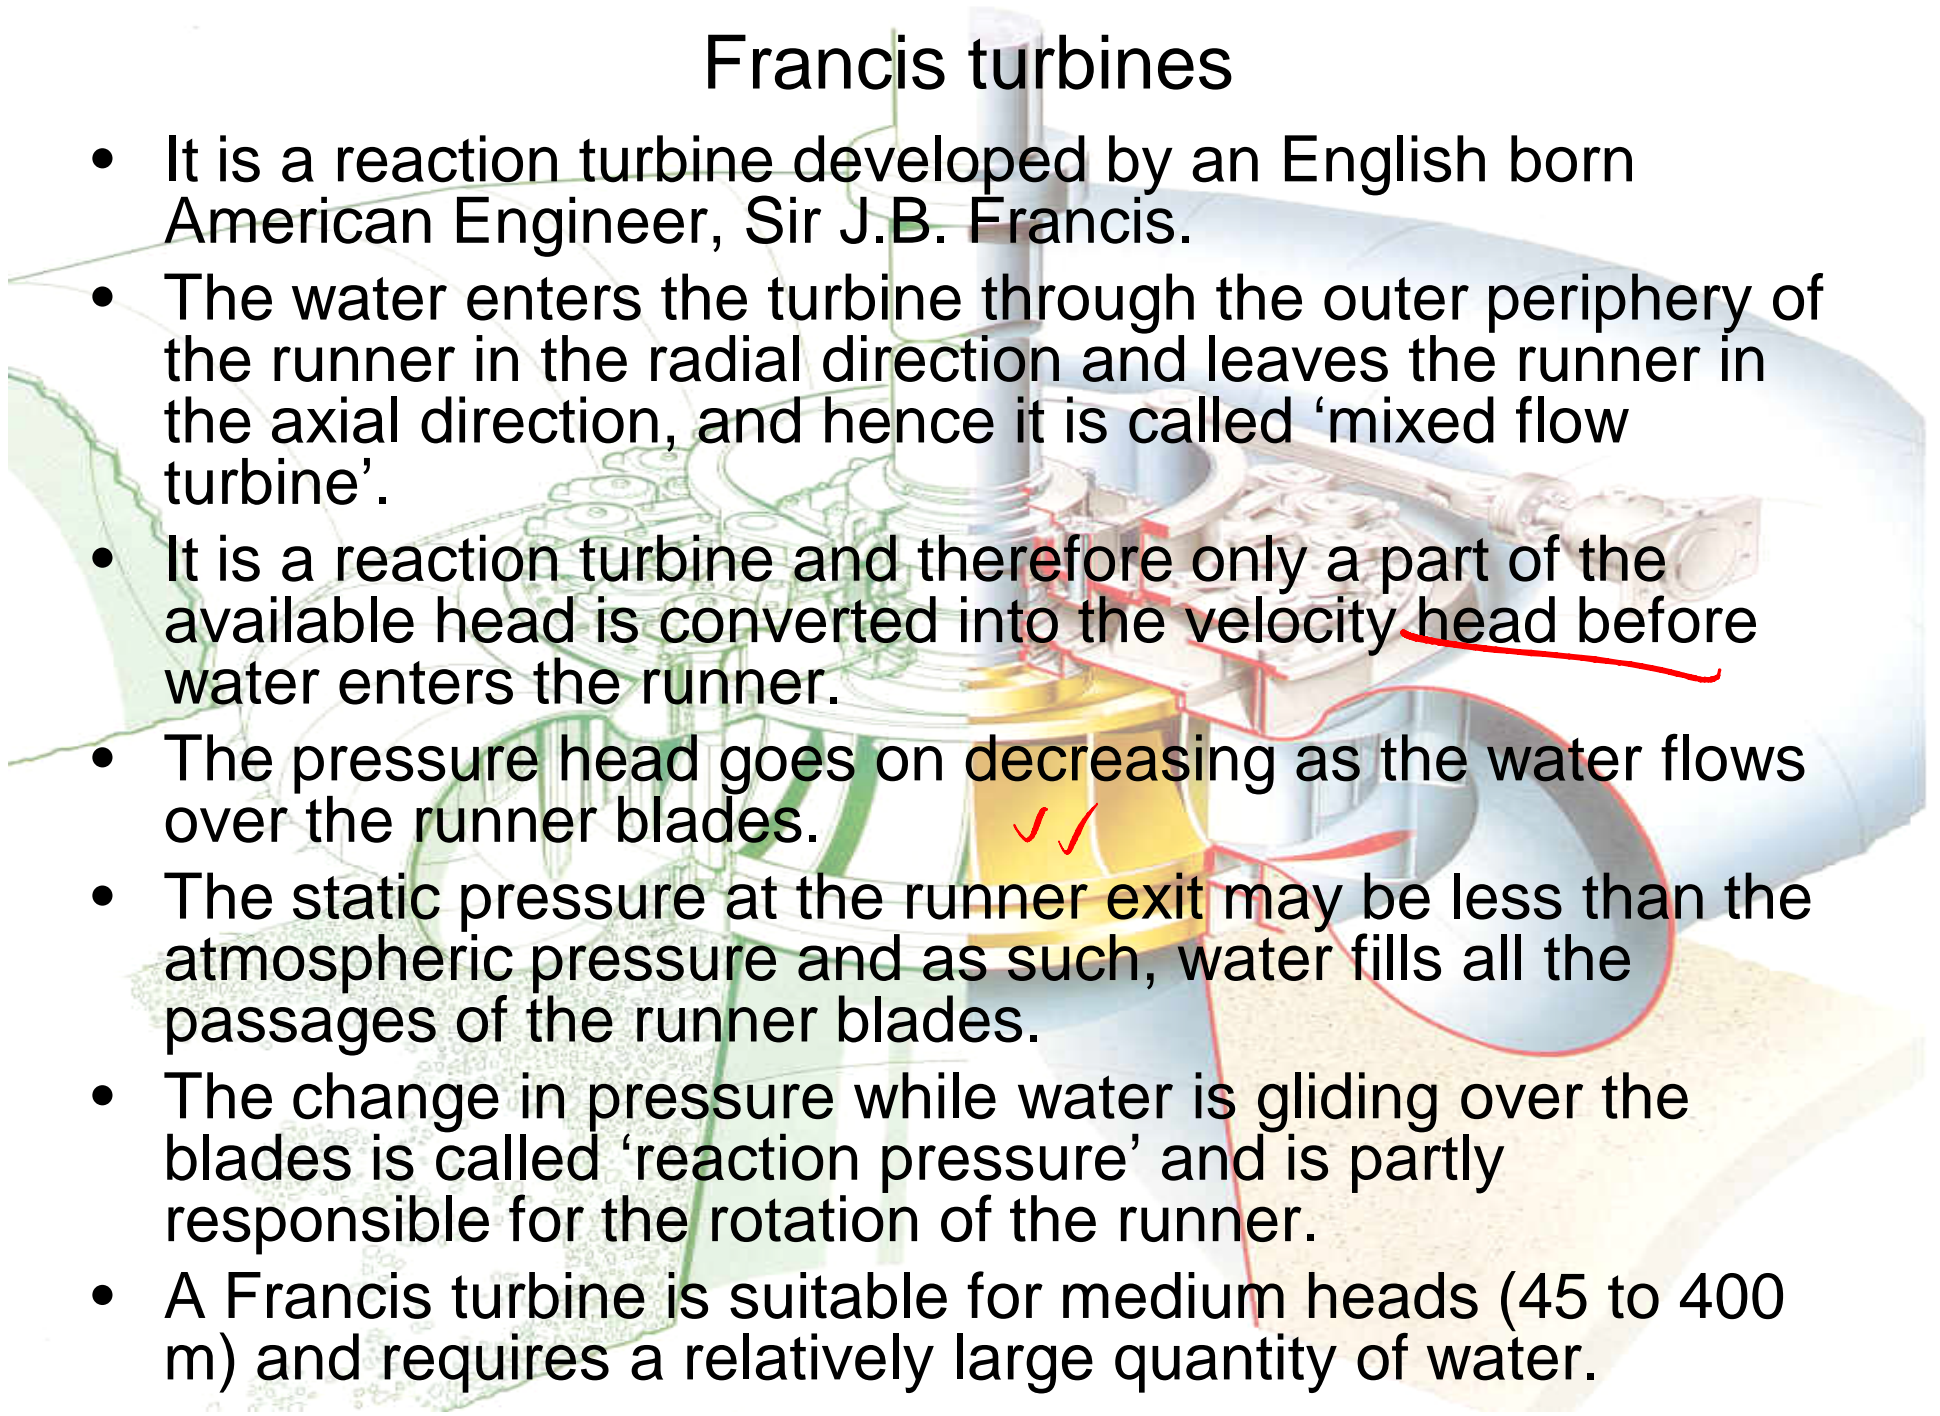 Francis turbines
• It is a reaction turbine developed by an English born
American Engineer, Sir J.B. Francis.
• The water enters the turbine through the outer periphery of
the runner in the radial direction and leaves the runner in
the axial direction, and hence it is called ‘mixed flow
turbine’.
• It is a reaction turbine and therefore only a part of the
available head is converted into the velocity head before
water enters the runner.
• The pressure head goes on decreasing as the water flows
over the runner blades.
• The static pressure at the runner exit may be less than the
atmospheric pressure and as such, water fills all the
passages of the runner blades.
• The change in pressure while water is gliding over the
blades is called ‘reaction pressure’ and is partly
responsible for the rotation of the runner.
• A Francis turbine is suitable for medium heads (45 to 400
m) and requires a relatively large quantity of water.